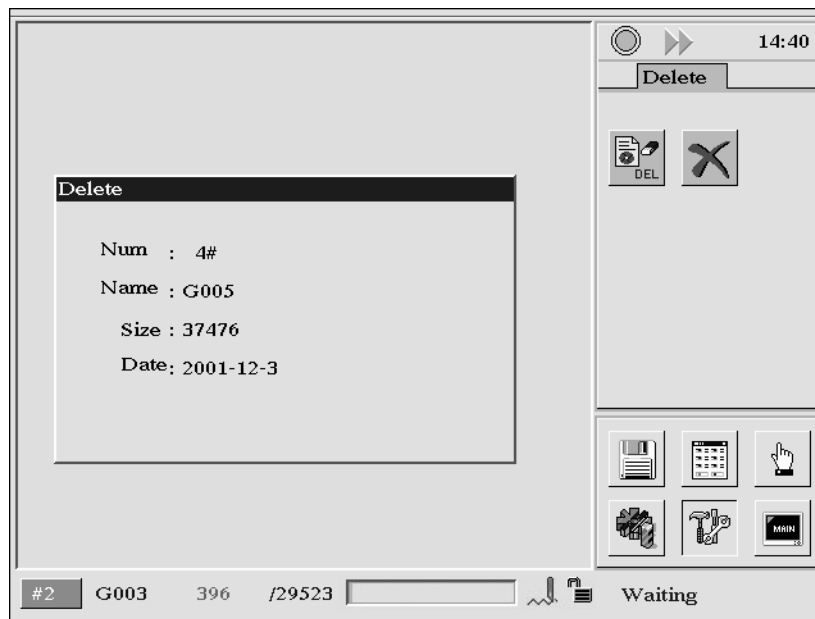 14:40
Delete
DEL
Delete
Num : 4#
Name : G005
Size : 37476
Date: 2001-12-3
MAIN
#2 G003 396 /29523 Waiting